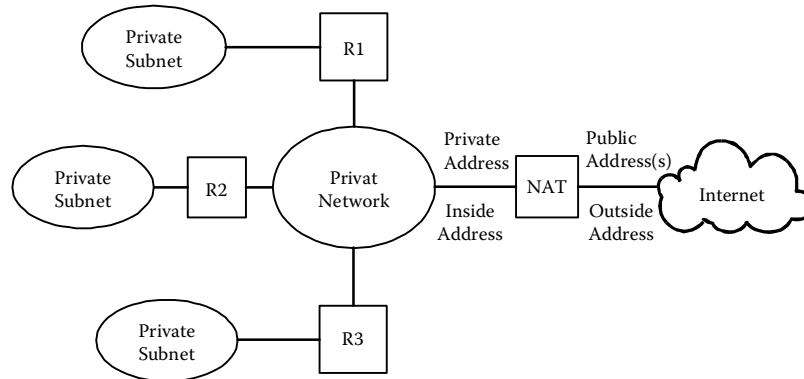 Private
Subnet
R1
Private
Subnet
R2
Privat
Network
Private
Address
Inside
Address
NAT
Public
Address(s)
Outside
Address
Internet
Private
Subnet
R3